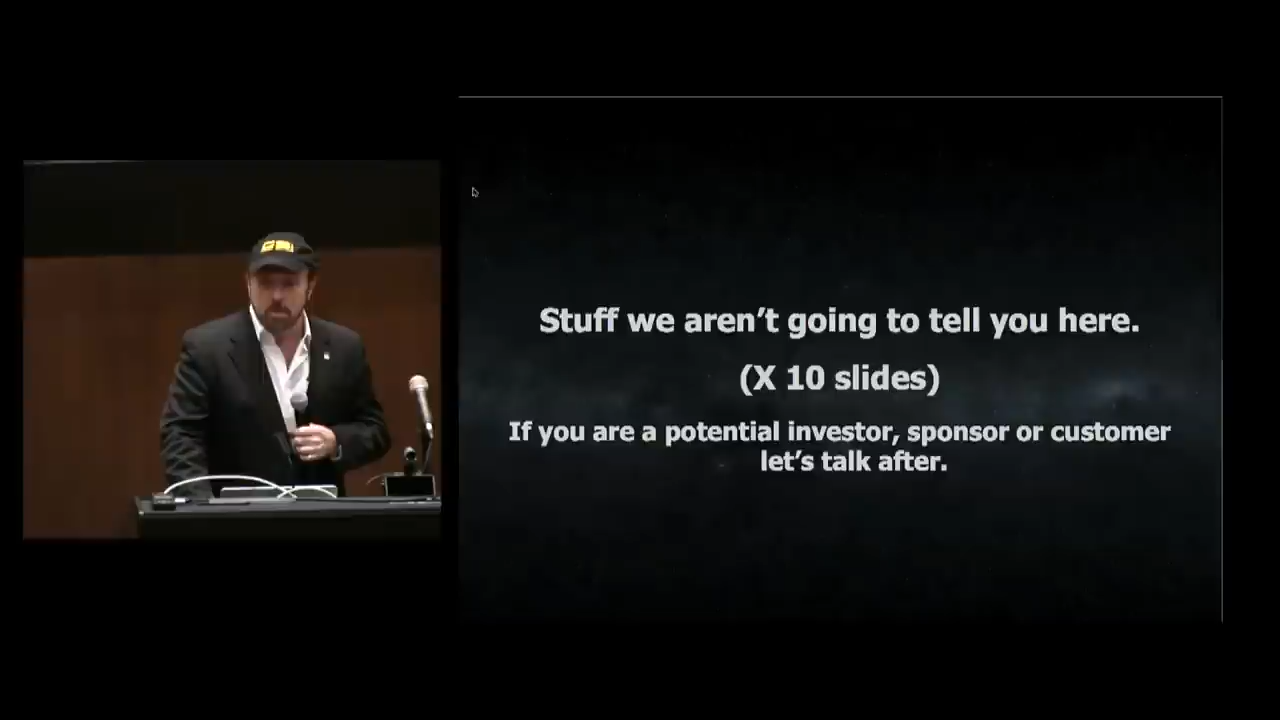 Stuff we aren’t going to tell you here.
(X 10 slides)
If you are a potential investor, sponsor or customer
let’s talk after.